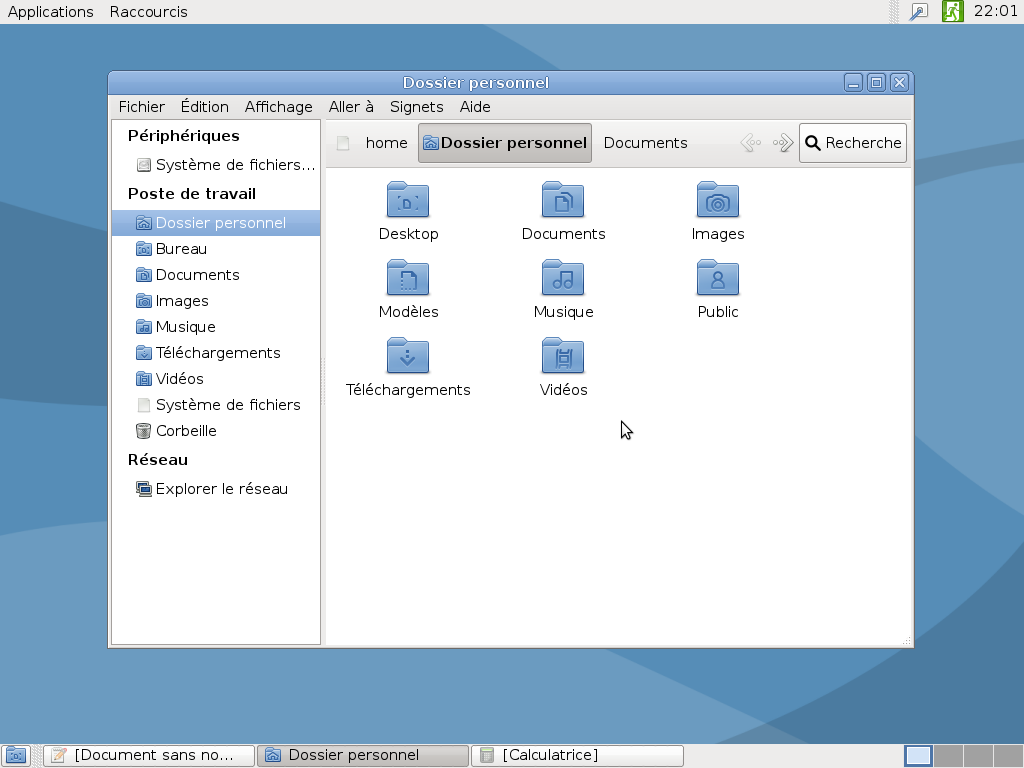 Applications Raccourcis 22:01
Dossier personnel
Fichier Édition Affichage Aller à Signets Aide
Périphériques
Système de fichiers...
Poste de travail
Dossier personnel
Bureau
Documents
Images
Musique
Téléchargements
Vidéos
Système de fichiers
Corbeille
Réseau
Explorer le réseau
home Dossier personnel Documents Recherche
Desktop Documents Images
Modèles Musique Public
Téléchargements Vidéos
[Document sans no... Dossier personnel [Calculatrice]